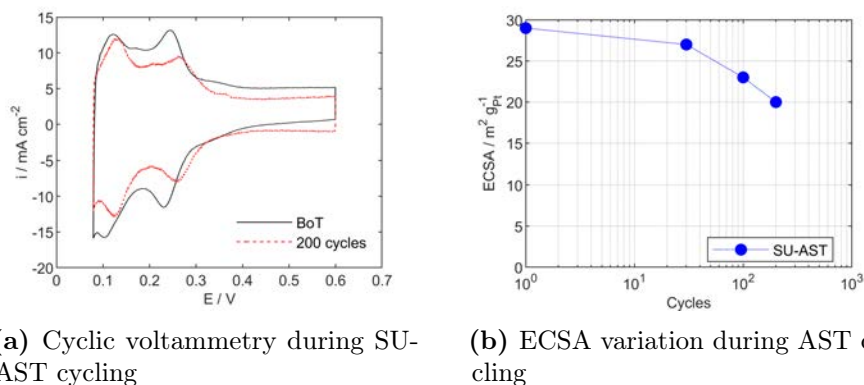 15
10
5
0
-5
-10
-15
-20
i / mA cm-2
BoT
200 cycles
0 0.1 0.2 0.3 0.4 0.5 0.6 0.7
E / V
30
25
20
15
10
5
0
ECSA / m² g-1Pt
SU-AST
10⁰ 10¹ 10² 10³
Cycles
(a) Cyclic voltammetry during SU-
AST cycling
(b) ECSA variation during AST
cling